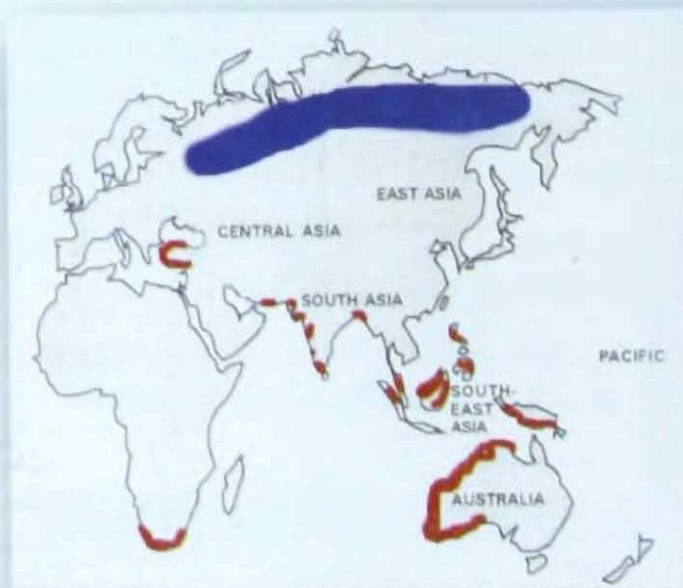 EAST ASIA
CENTRAL ASIA
SOUTH ASIA
PACIFIC
SOUTH-
EAST
ASIA
AUSTRALIA